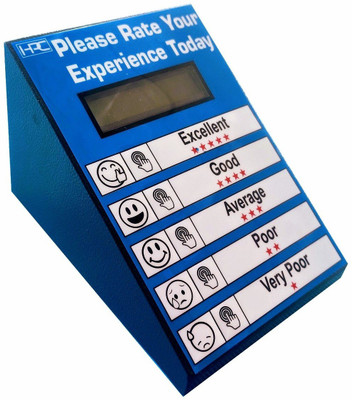 HPC
Please Rate Your
Experience Today
Excellent
Good
Average
Poor
Very Poor